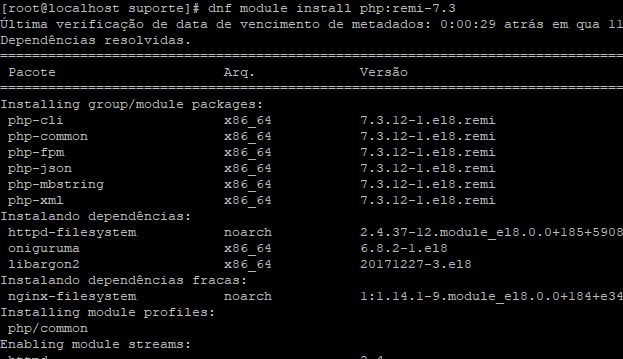 [root@localhost suporte]# dnf module install php:remi-7.3
Última verificação de data de vencimento de metadados: 0:00:29 atrás em qua 11
Dependências resolvidas.
================================================================================
Pacote Arq. Versão
================================================================================
Installing group/module packages:
php-cli x86_64 7.3.12-1.el8.remi
php-common x86_64 7.3.12-1.el8.remi
php-fpm x86_64 7.3.12-1.el8.remi
php-json x86_64 7.3.12-1.el8.remi
php-mbstring x86_64 7.3.12-1.el8.remi
php-xml x86_64 7.3.12-1.el8.remi
Instalando dependências:
httpd-filesystem noarch 2.4.37-12.module_el8.0.0+185+5908
oniguruma x86_64 6.8.2-1.el8
libargon2 x86_64 20171227-3.el8
Instalando dependências fracas:
nginx-filesystem noarch 1:1.14.1-9.module_el8.0.0+184+e34
Installing module profiles:
php/common
Enabling module streams: